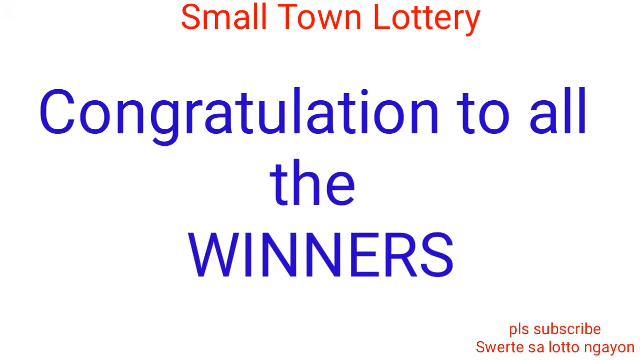 Small Town Lottery
Congratulation to all
the
WINNERS
pls subscribe
Swerte sa lotto ngayon